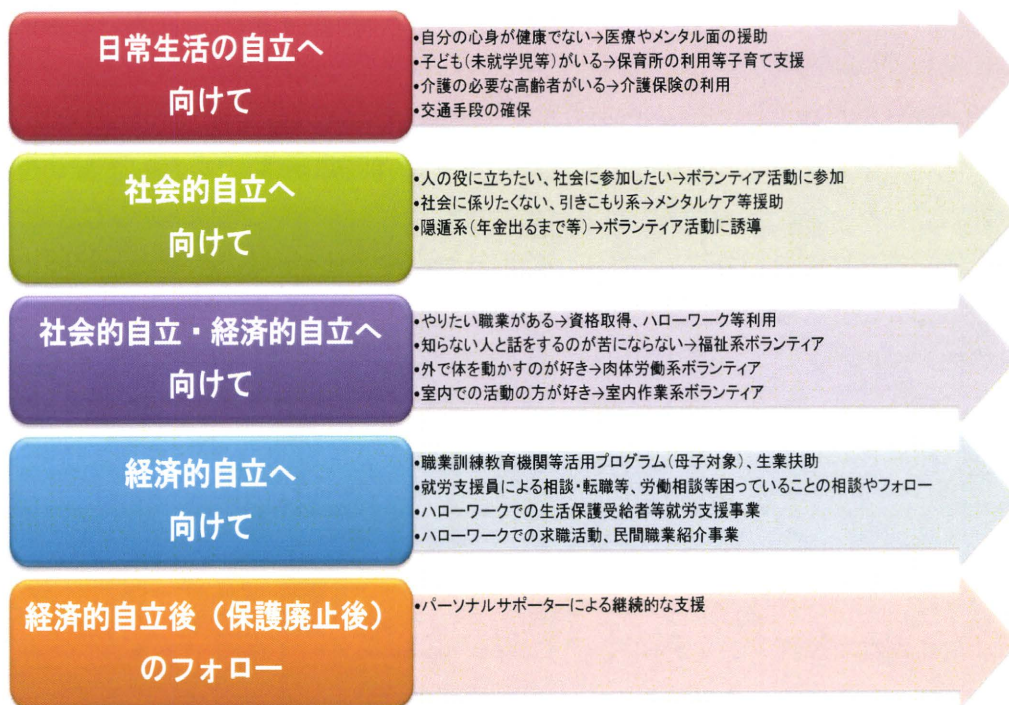 日常生活の自立へ
向けて
•自分の心身が健康でない→医療やメンタル面の援助
•子ども(未就学児等)がいる→保育所の利用等子育て支援
•介護の必要な高齢者がいる→介護保険の利用
•交通手段の確保
社会的自立へ
向けて
•人の役に立ちたい、社会に参加したい→ボランティア活動に参加
•社会に係りたくない、引きこもり系→メンタルケア等援助
•隠遁系(年金出るまで等)→ボランティア活動に誘導
社会的自立・経済的自立へ
向けて
•やりたい職業がある→資格取得、ハローワーク等利用
•知らない人と話をするのが苦にならない→福祉系ボランティア
•外で体を動かすのが好き→肉体労働系ボランティア
•室内での活動の方が好き→室内作業系ボランティア
経済的自立へ
向けて
•職業訓練教育機関等活用プログラム(母子対象)、生業扶助
•就労支援員による相談・転職等、労働相談等困っていることの相談やフォロー
•ハローワークでの生活保護受給者等就労支援事業
•ハローワークでの求職活動、民間職業紹介事業
経済的自立後(保護廃止後)
のフォロー
•パーソナルサポーターによる継続的な支援